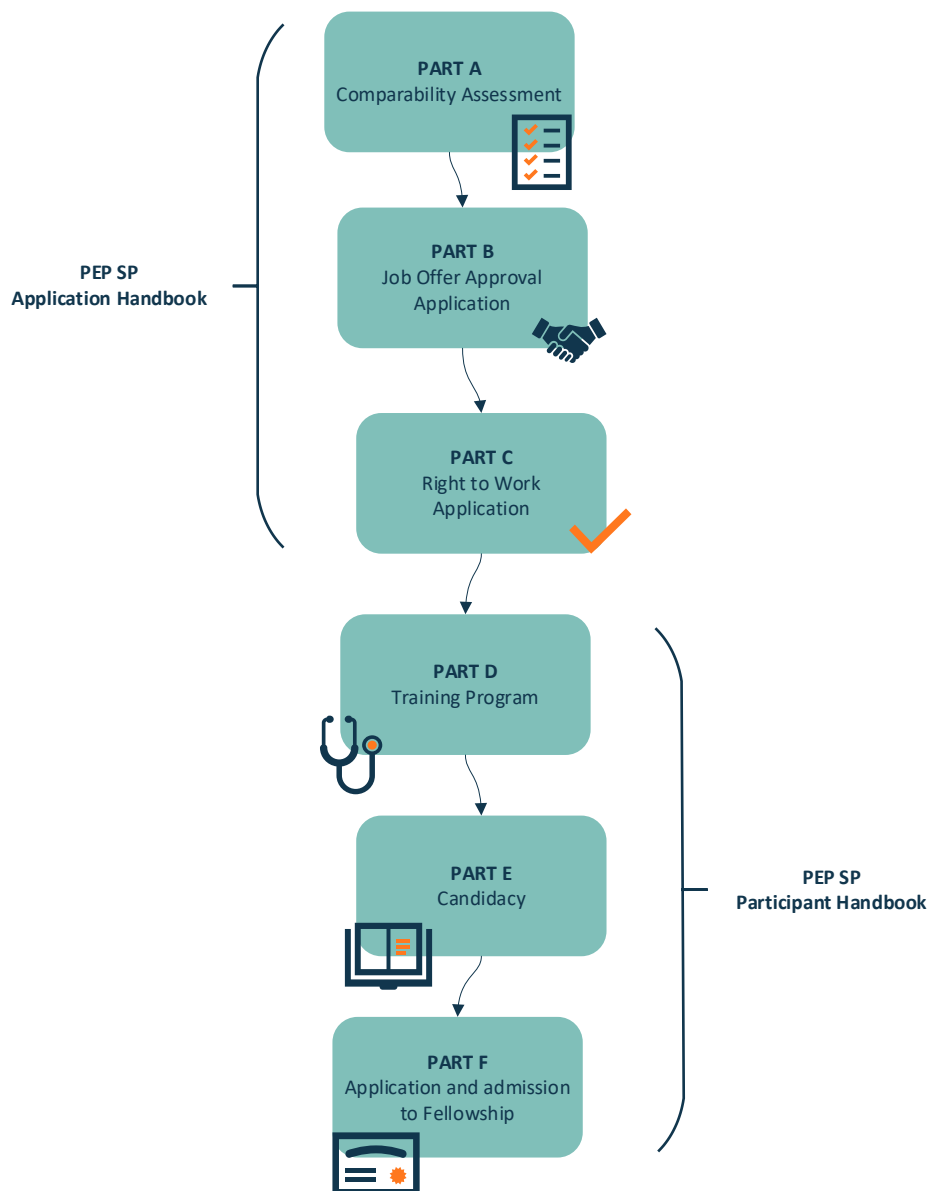 PART A
Comparability Assessment
PART B
Job Offer Approval
Application
PEP SP
Application Handbook
PART C
Right to Work
Application
PART D
Training Program
PART E
Candidacy
PEP SP
Participant Handbook
PART F
Application and admission
to Fellowship